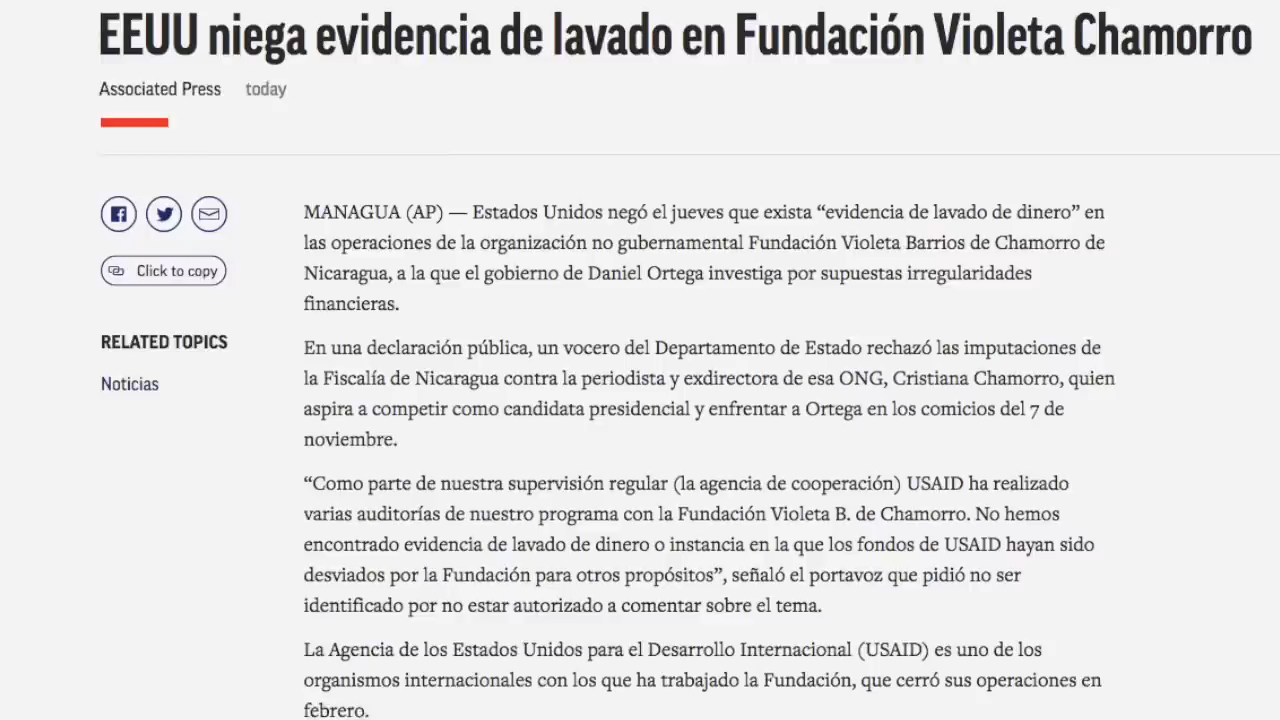 EEUU niega evidencia de lavado en Fundación Violeta Chamorro
Associated Press today
Click to copy
RELATED TOPICS
Noticias
MANAGUA (AP) — Estados Unidos negó el jueves que exista “evidencia de lavado de dinero” en
las operaciones de la organización no gubernamental Fundación Violeta Barrios de Chamorro de
Nicaragua, a la que el gobierno de Daniel Ortega investiga por supuestas irregularidades
financieras.
En una declaración pública, un vocero del Departamento de Estado rechazó las imputaciones de
la Fiscalía de Nicaragua contra la periodista y exdirectora de esa ONG, Cristiana Chamorro, quien
aspira a competir como candidata presidencial y enfrentar a Ortega en los comicios del 7 de
noviembre.
“Como parte de nuestra supervisión regular (la agencia de cooperación) USAID ha realizado
varias auditorías de nuestro programa con la Fundación Violeta B. de Chamorro. No hemos
encontrado evidencia de lavado de dinero o instancia en la que los fondos de USAID hayan sido
desviados por la Fundación para otros propósitos”, señaló el portavoz que pidió no ser
identificado por no estar autorizado a comentar sobre el tema.
La Agencia de los Estados Unidos para el Desarrollo Internacional (USAID) es uno de los
organismos internacionales con los que ha trabajado la Fundación, que cerró sus operaciones en
febrero.